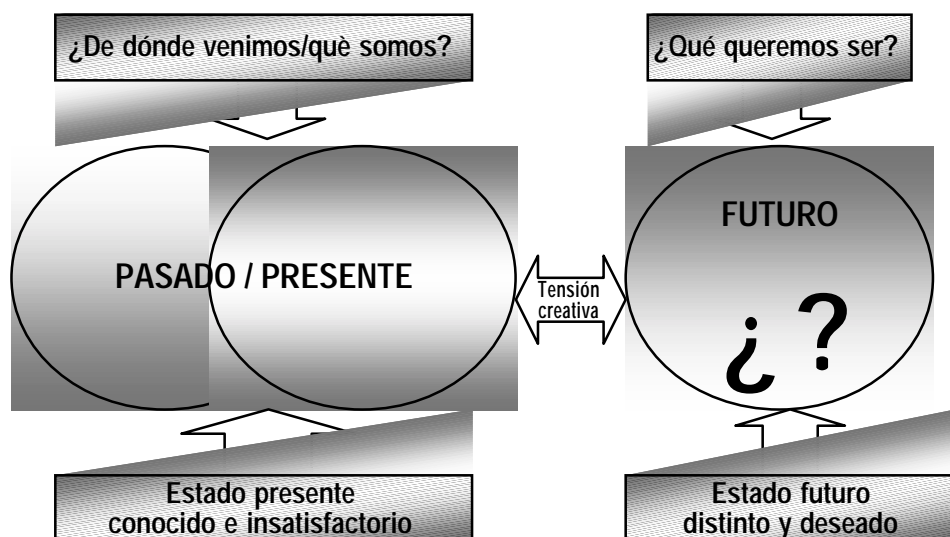 ¿De dónde venimos/què somos?
¿Qué queremos ser?
PASADO / PRESENTE
Tensión
creativa
FUTURO
¿ ?
Estado presente
conocido e insatisfactorio
Estado futuro
distinto y deseado